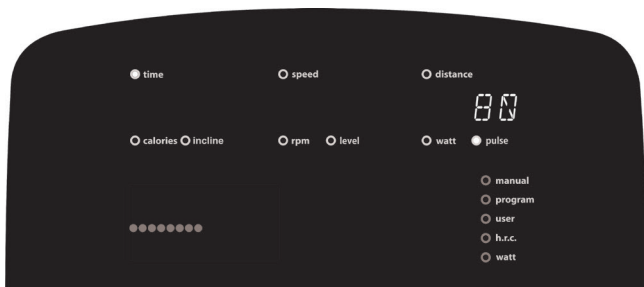 time speed distance
80
calories incline rpm level watt pulse
manual
program
user
h.r.c.
watt